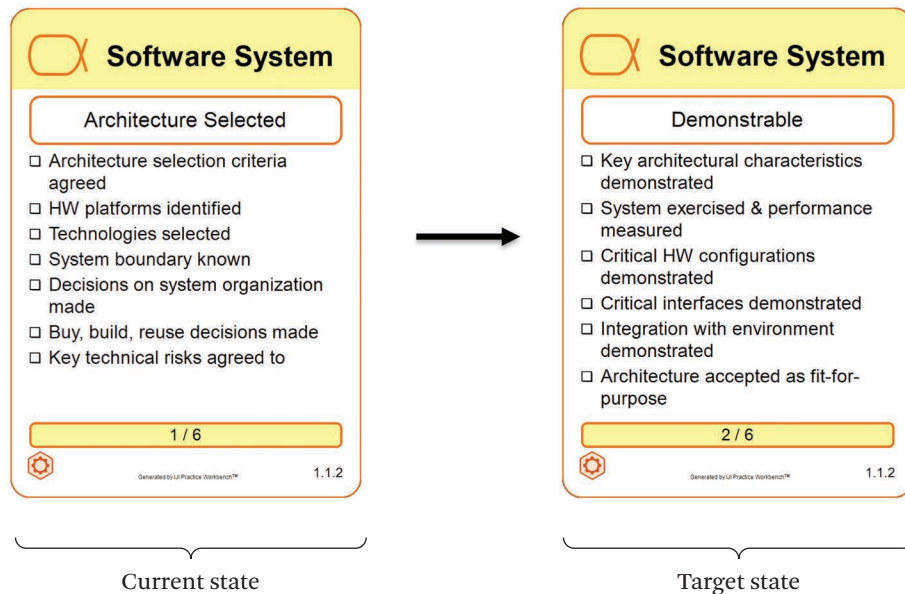 Software System
Architecture Selected
❑ Architecture selection criteria
agreed
❑ HW platforms identified
❑ Technologies selected
❑ System boundary known
❑ Decisions on system organization
made
❑ Buy, build, reuse decisions made
❑ Key technical risks agreed to
1 / 6
Generated by IJI Practice Workbench™
1.1.2
Current state
Software System
Demonstrable
❑ Key architectural characteristics
demonstrated
❑ System exercised & performance
measured
❑ Critical HW configurations
demonstrated
❑ Critical interfaces demonstrated
❑ Integration with environment
demonstrated
❑ Architecture accepted as fit-for-
purpose
2 / 6
Generated by IJI Practice Workbench™
1.1.2
Target state